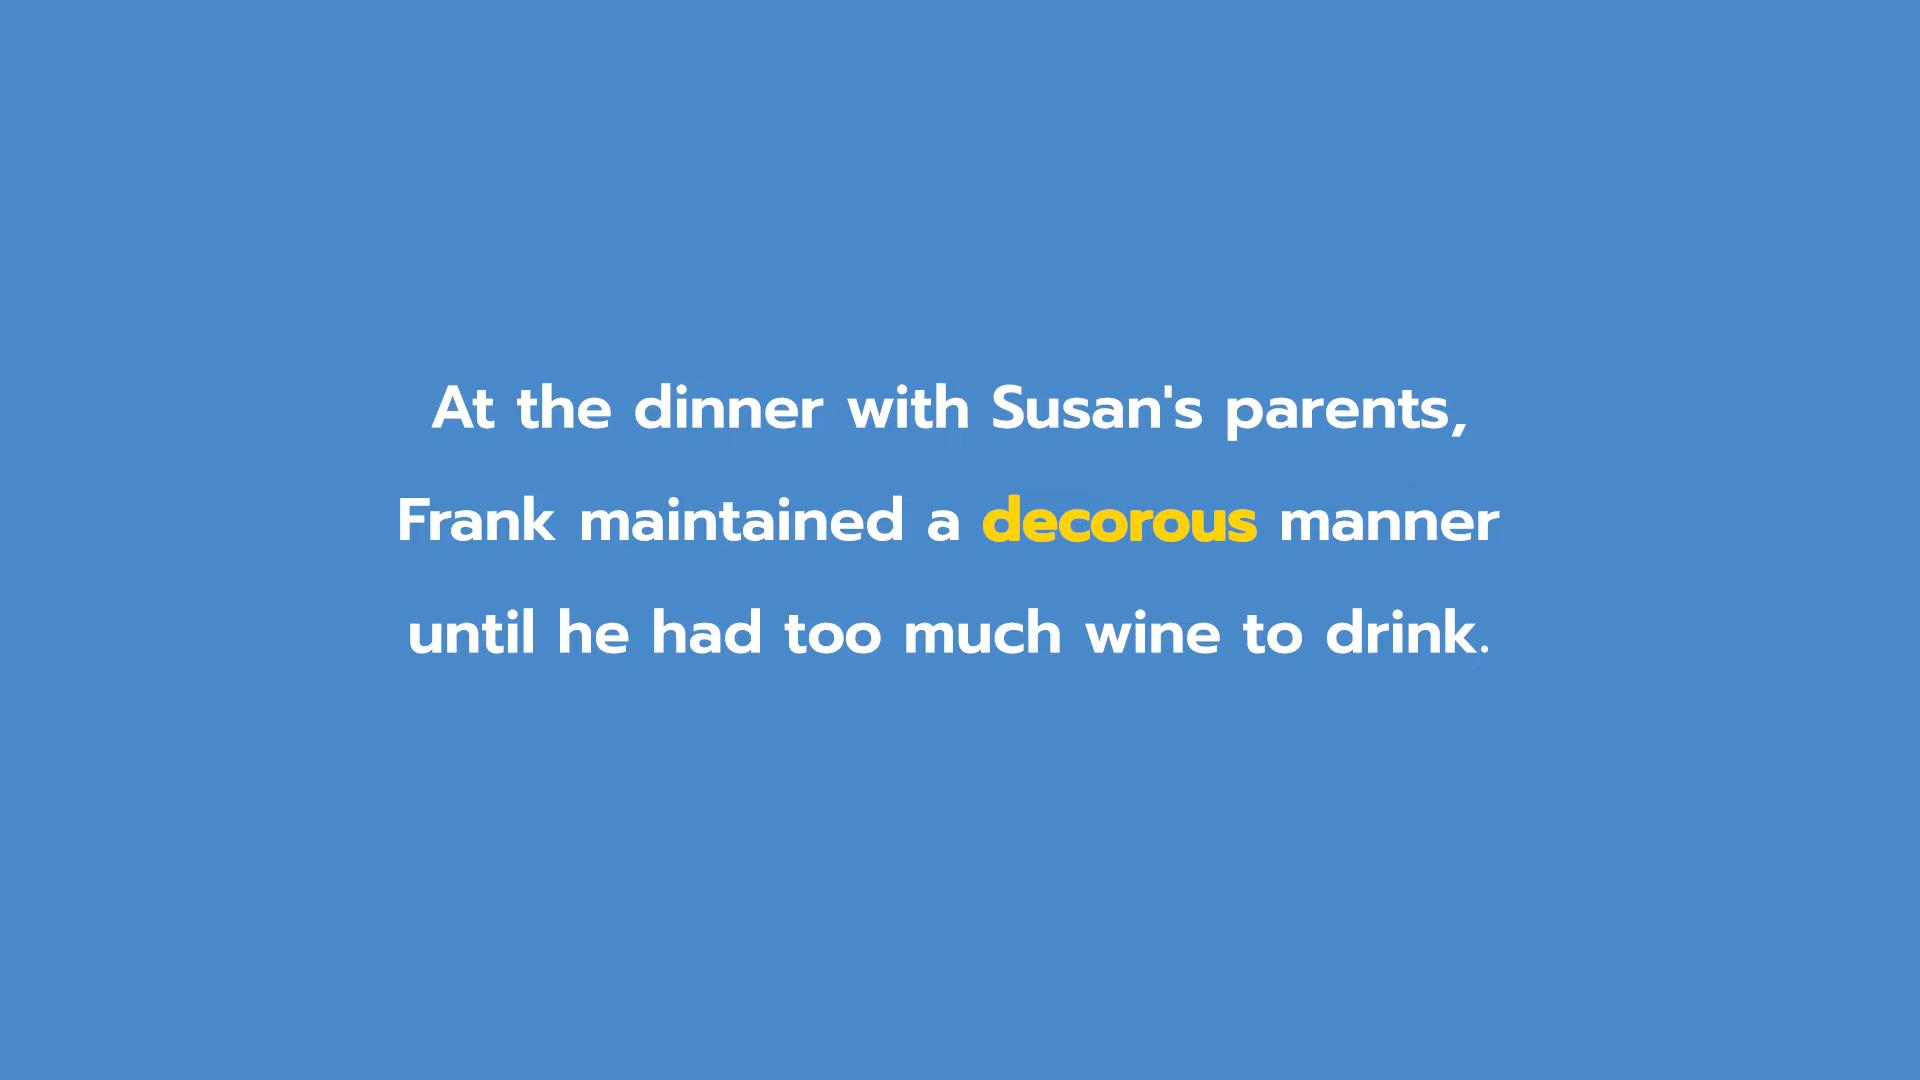 At the dinner with Susan's parents,
Frank maintained a decorous manner
until he had too much wine to drink.